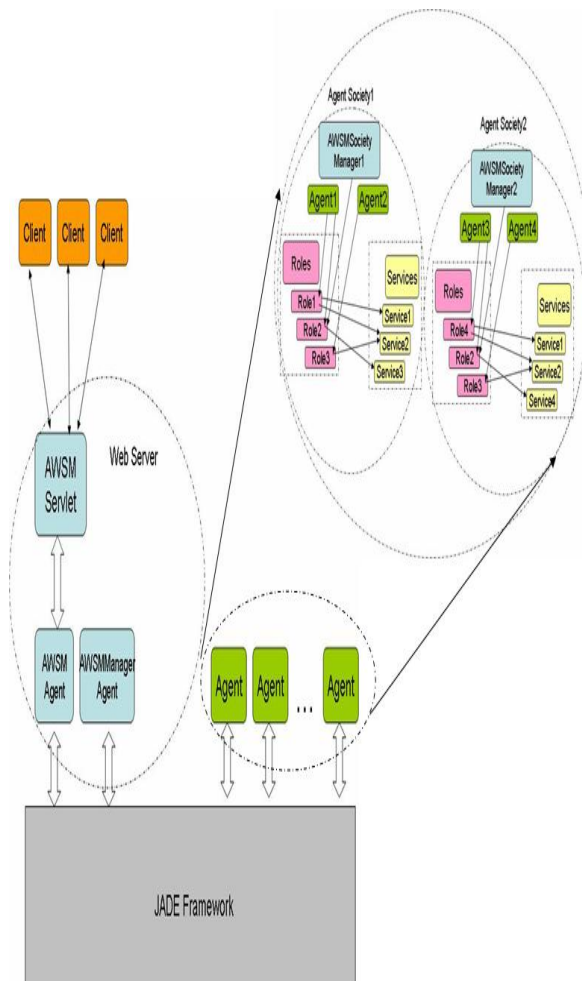 Agent Society1
AWSMSociety
Manager1
Agent1
Agent2
Roles
Role1
Role2
Role3
Services
Service1
Service2
Service3
Agent Society2
AWSMSociety
Manager2
Agent3
Agent4
Roles
Role4
Role2
Role3
Services
Service1
Service2
Service4
Client
Client
Client
Web Server
AWSM
Servlet
AWSM
Agent
AWSMManager
Agent
Agent
Agent
...
Agent
JADE Framework